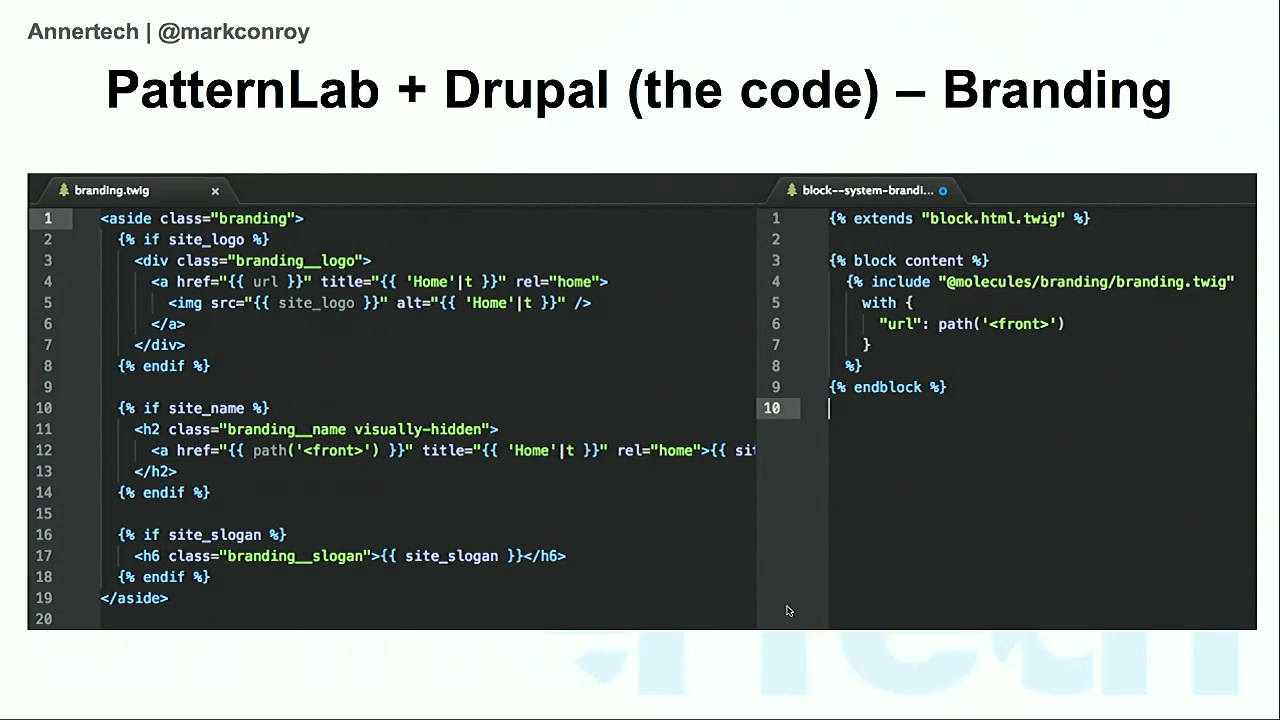 Annertech | @markconroy
PatternLab + Drupal (the code) – Branding
branding.twig
1 <aside class="branding">
2 {% if site_logo %}
3 <div class="branding__logo">
4 <a href="{{ url }}" title="{{ 'Home'|t }}" rel="home">
5 <img src="{{ site_logo }}" alt="{{ 'Home'|t }}" />
6 </a>
7 </div>
8 {% endif %}
9
10 {% if site_name %}
11 <h2 class="branding__name visually-hidden">
12 <a href="{{ path('<front>') }}" title="{{ 'Home'|t }}" rel="home">{{ sit
13 </h2>
14 {% endif %}
15
16 {% if site_slogan %}
17 <h6 class="branding__slogan">{{ site_slogan }}</h6>
18 {% endif %}
19 </aside>
20
block--system-brandi...
1 {% extends "block.html.twig" %}
2
3 {% block content %}
4 {% include "@molecules/branding/branding.twig"
5 with {
6 "url": path('<front>')
7 }
8 %}
9 {% endblock %}
10